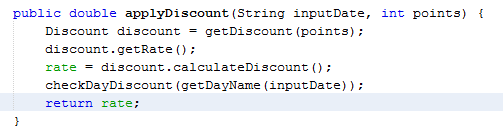 public double applyDiscount(String inputDate, int points) {
    Discount discount = getDiscount(points);
    discount.getRate();
    rate = discount.calculateDiscount();
    checkDayDiscount(getDayName(inputDate));
    return rate;
}